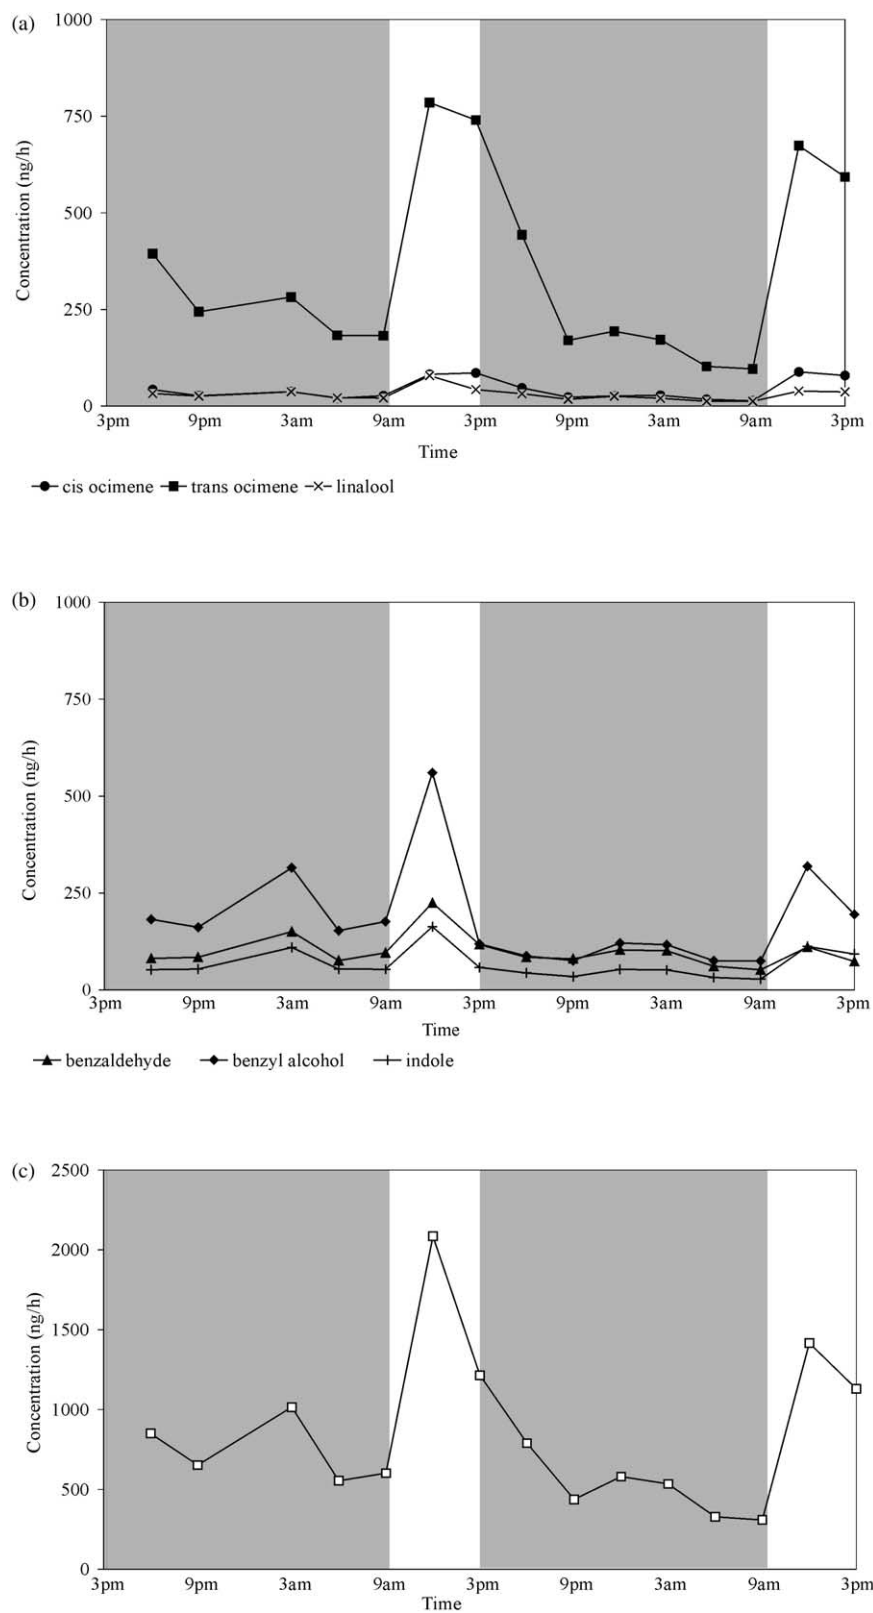 (a)
1000
750
500
250
0
Concentration (ng/h)
3pm 9pm 3am 9am 3pm 9pm 3am 9am 3pm
Time
cis ocimene trans ocimene linalool
(b)
1000
750
500
250
0
Concentration (ng/h)
3pm 9pm 3am 9am 3pm 9pm 3am 9am 3pm
Time
benzaldehyde benzyl alcohol indole
(c)
2500
2000
1500
1000
500
0
Concentration (ng/h)
3pm 9pm 3am 9am 3pm 9pm 3am 9am 3pm
Time